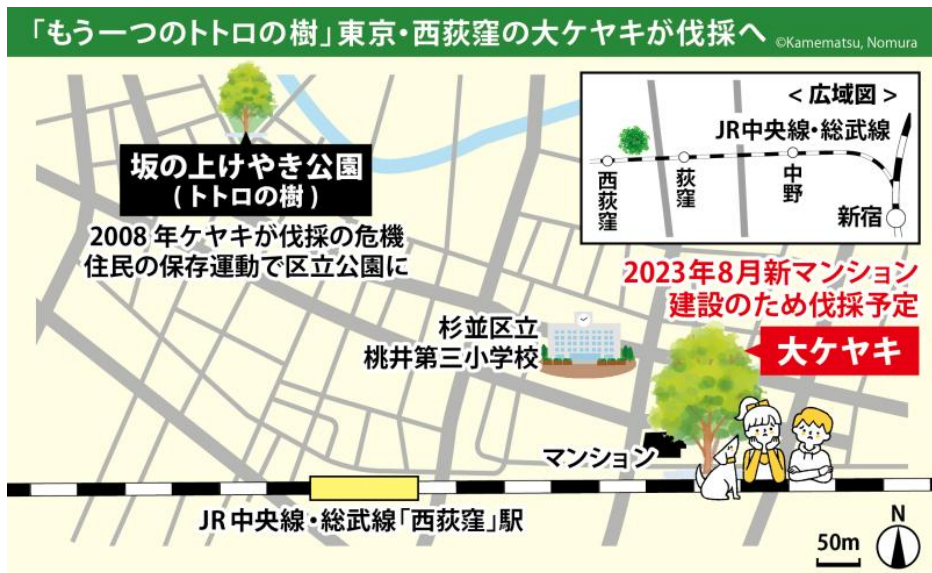 「もう一つのトトロの樹」東京・西荻窪の大ケヤキが伐採へ ©Kamematsu, Nomura
< 広域図 >
JR中央線・総武線
西荻窪
荻窪
中野
新宿
坂の上けやき公園
(トトロの樹)
2008年ケヤキが伐採の危機
住民の保存運動で区立公園に
2023年8月新マンション
建設のため伐採予定
大ケヤキ
杉並区立
桃井第三小学校
マンション
JR中央線・総武線「西荻窪」駅
50m
N